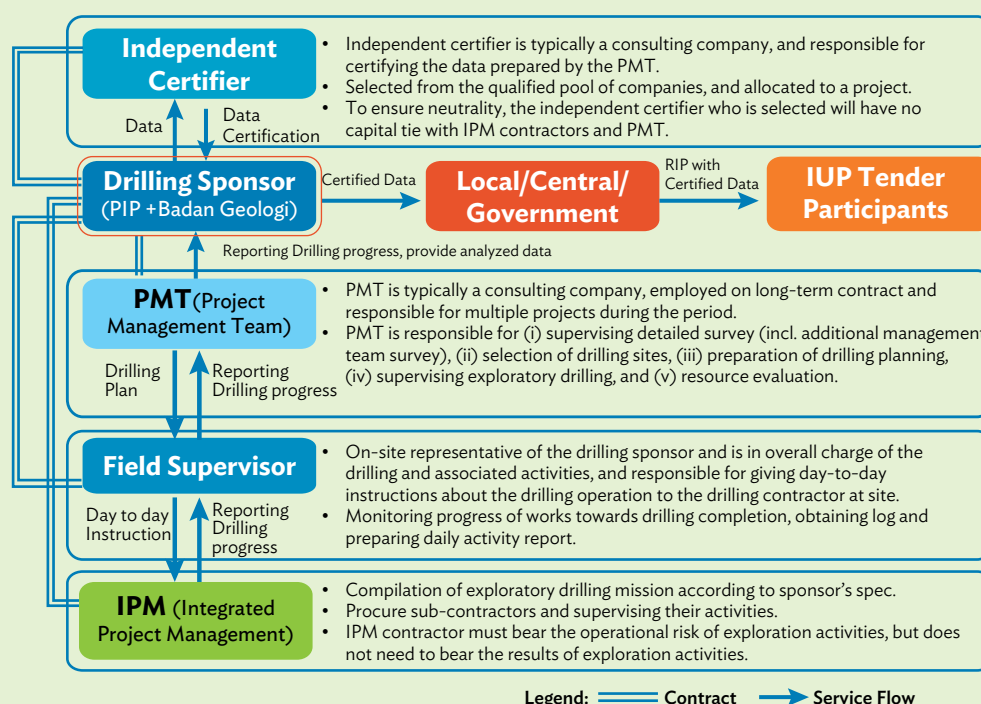 Independent
Certifier
• Independent certifier is typically a consulting company, and responsible for
certifying the data prepared by the PMT.
• Selected from the qualified pool of companies, and allocated to a project.
• To ensure neutrality, the independent certifier who is selected will have no
capital tie with IPM contractors and PMT.
Data
Data
Certification
Drilling Sponsor
(PIP +Badan Geologi)
Certified Data
Local/Central/
Government
RIP with
Certified Data
IUP Tender
Participants
Reporting Drilling progress, provide analyzed data
PMT (Project
Management Team)
• PMT is typically a consulting company, employed on long-term contract and
responsible for multiple projects during the period.
• PMT is responsible for (i) supervising detailed survey (incl. additional management
team survey), (ii) selection of drilling sites, (iii) preparation of drilling planning,
(iv) supervising exploratory drilling, and (v) resource evaluation.
Drilling
Plan
Reporting
Drilling progress
Field Supervisor
• On-site representative of the drilling sponsor and is in overall charge of the
drilling and associated activities, and responsible for giving day-to-day
instructions about the drilling operation to the drilling contractor at site.
• Monitoring progress of works towards drilling completion, obtaining log and
preparing daily activity report.
Day to day
Instruction
Reporting
Drilling
progress
IPM (Integrated
Project Management)
• Compilation of exploratory drilling mission according to sponsor's spec.
• Procure sub-contractors and supervising their activities.
• IPM contractor must bear the operational risk of exploration activities, but does
not need to bear the results of exploration activities.
Legend: Contract Service Flow